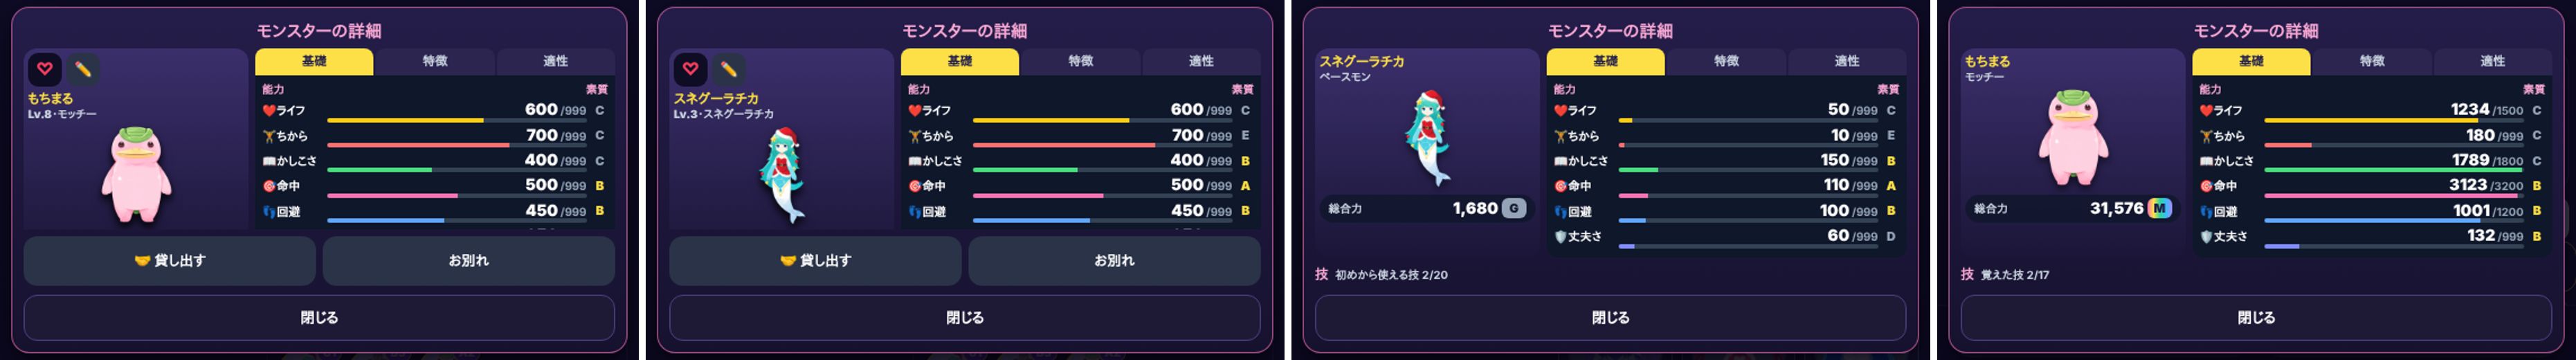 モンスターの詳細
もちまる
Lv.8・モッチー
基礎 特徴 適性
能力 素質
ライフ 600/999 C
ちから 700/999 C
かしこさ 400/999 C
命中 500/999 B
回避 450/999 B
貸し出す お別れ
閉じる
モンスターの詳細
スネグーラチカ
Lv.3・スネグーラチカ
基礎 特徴 適性
能力 素質
ライフ 600/999 C
ちから 700/999 E
かしこさ 400/999 B
命中 500/999 A
回避 450/999 B
貸し出す お別れ
閉じる
モンスターの詳細
スネグーラチカ
ベースモン
総合力 1,680 G
基礎 特徴 適性
能力 素質
ライフ 50/999 C
ちから 10/999 E
かしこさ 150/999 B
命中 110/999 A
回避 100/999 B
丈夫さ 60/999 D
技 初めから使える技 2/20
閉じる
モンスターの詳細
もちまる
モッチー
総合力 31,576 M
基礎 特徴 適性
能力 素質
ライフ 1234/1500 C
ちから 180/999 C
かしこさ 1789/1800 C
命中 3123/3200 B
回避 1001/1200 B
丈夫さ 132/999 B
技 覚えた技 2/17
閉じる